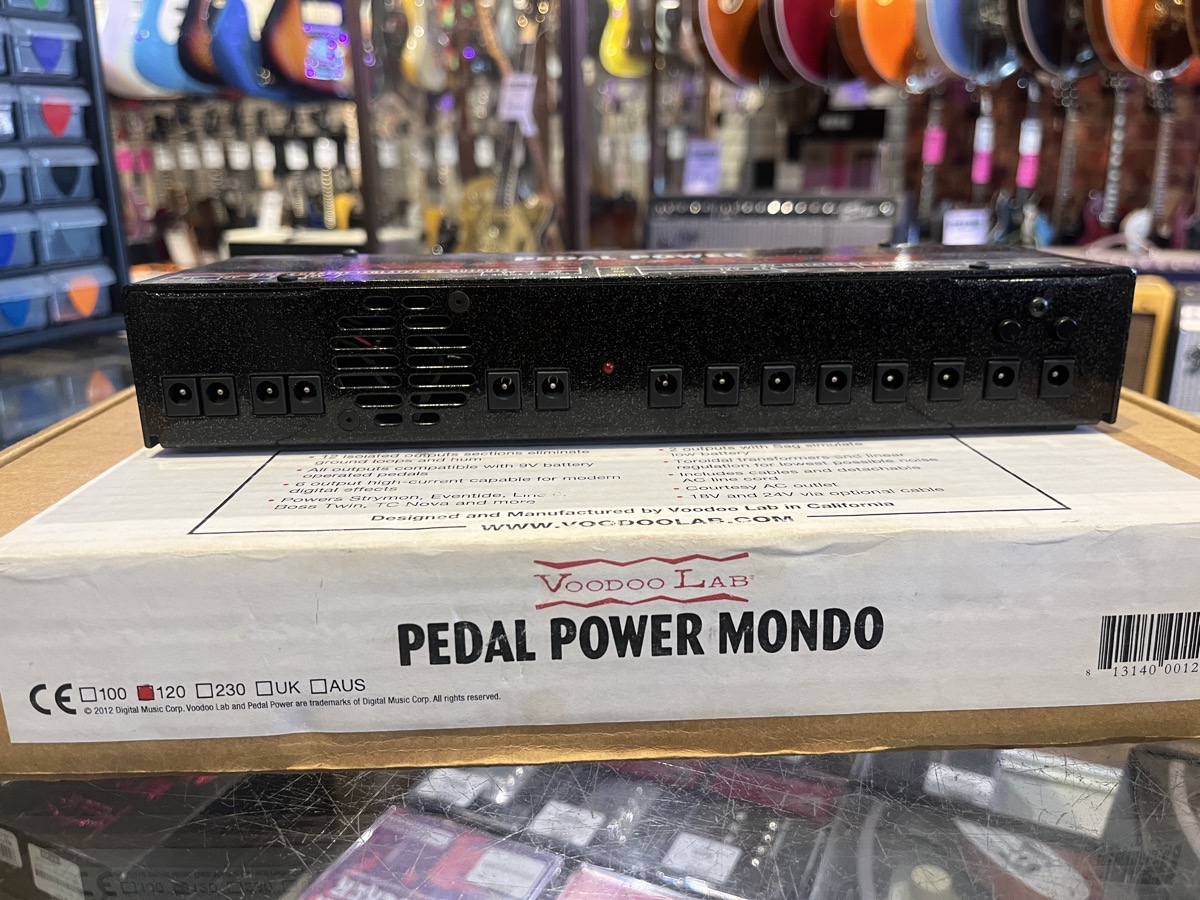 PEDAL POWER
• 12 isolated outputs sections eliminate
ground loops and hum
• All outputs compatible with 9V battery
operated pedals
• 6 output high-current capable for modern
digital effects
• Powers Strymon, Eventide, Line 6,
Boss Twin, TC-Nova and more
• 2 outputs with Sag simulate
low battery
• Toroidal transformers and linear
regulation for lowest possible noise
• Includes cables and detachable
AC line cord
• Courtesy AC outlet
• 18V and 24V via optional cable
Designed and Manufactured by Voodoo Lab in California
WWW.VOODOOLAB.COM
VOODOO LAB®
PEDAL POWER MONDO
CE 100 120 230 UK AUS
© 2012 Digital Music Corp. Voodoo Lab and Pedal Power are trademarks of Digital Music Corp. All rights reserved.
8 13140 0012